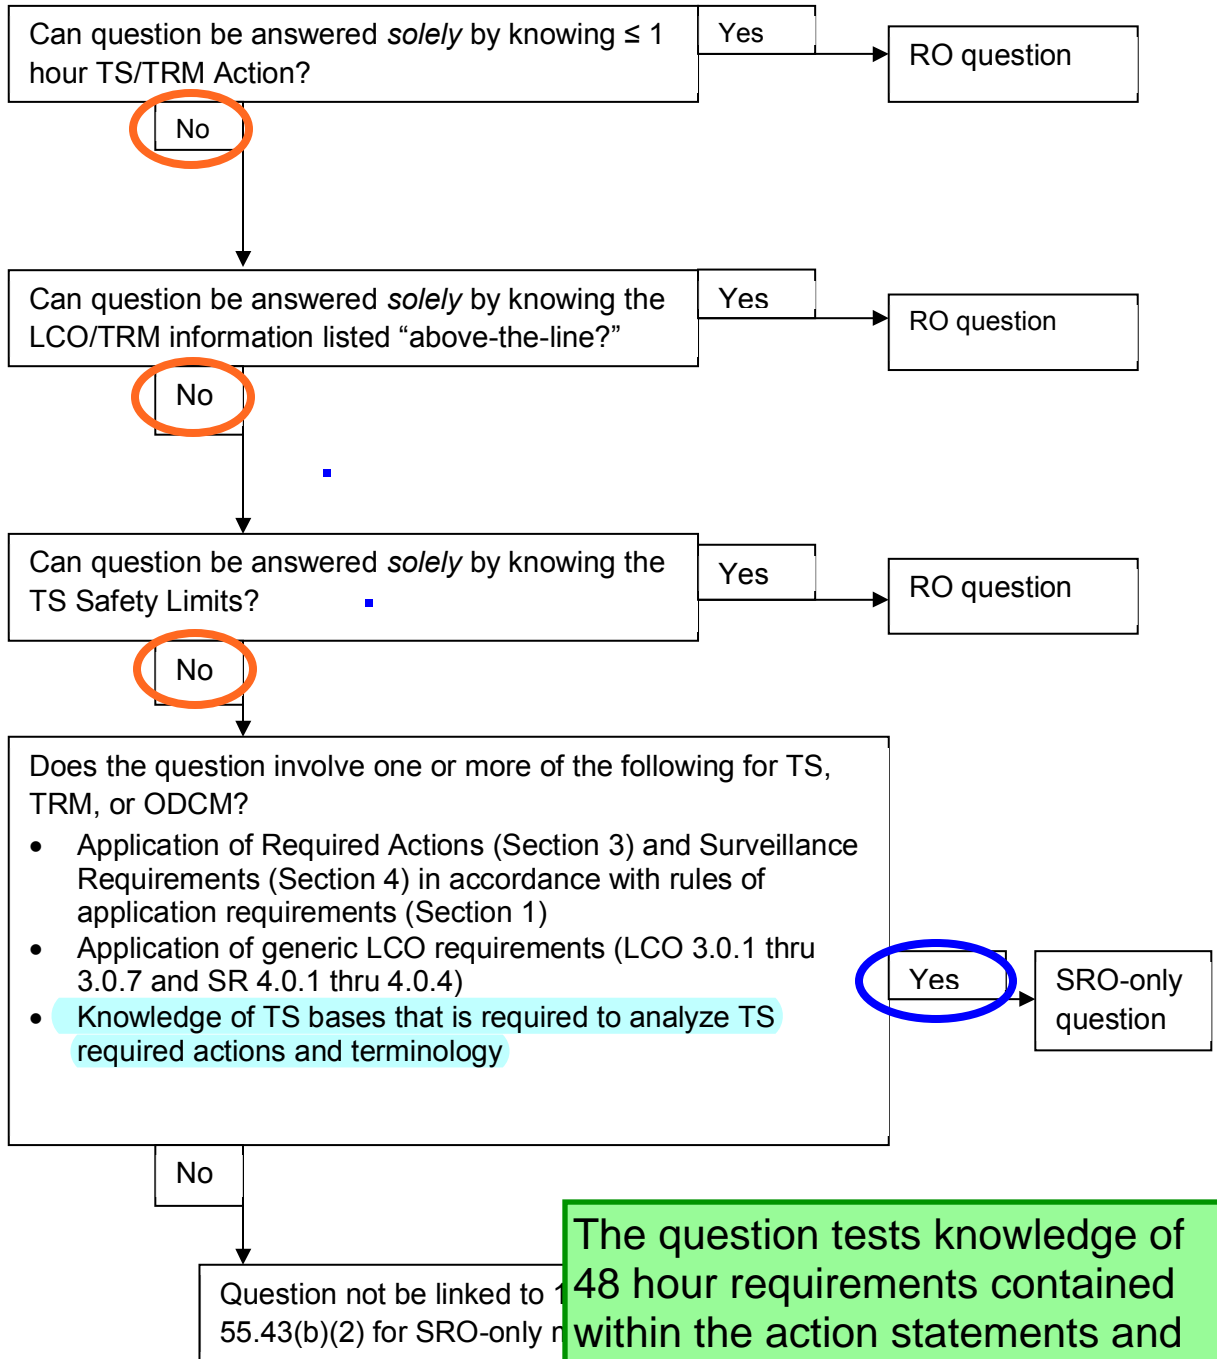 Can question be answered solely by knowing ≤ 1
hour TS/TRM Action?
Yes
RO question
No
Can question be answered solely by knowing the
LCO/TRM information listed “above-the-line?”
Yes
RO question
No
Can question be answered solely by knowing the
TS Safety Limits?
Yes
RO question
No
Does the question involve one or more of the following for TS,
TRM, or ODCM?
• Application of Required Actions (Section 3) and Surveillance
Requirements (Section 4) in accordance with rules of
application requirements (Section 1)
• Application of generic LCO requirements (LCO 3.0.1 thru
3.0.7 and SR 4.0.1 thru 4.0.4)
• Knowledge of TS bases that is required to analyze TS
required actions and terminology
Yes
SRO-only
question
No
Question not be linked to
55.43(b)(2) for SRO-only
The question tests knowledge of
48 hour requirements contained
within the action statements and